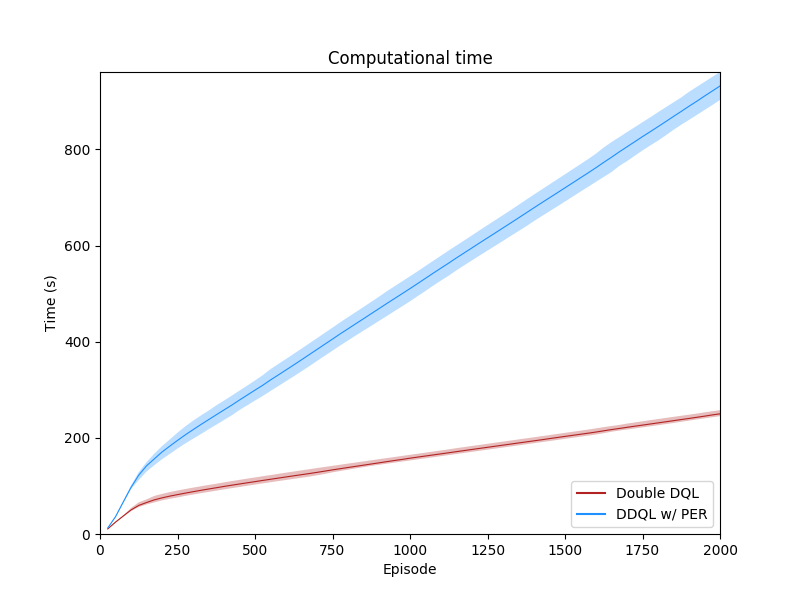 Computational time
Time (s)
800
600
400
200
0
0 250 500 750 1000 1250 1500 1750 2000
Episode
Double DQL
DDQL w/ PER